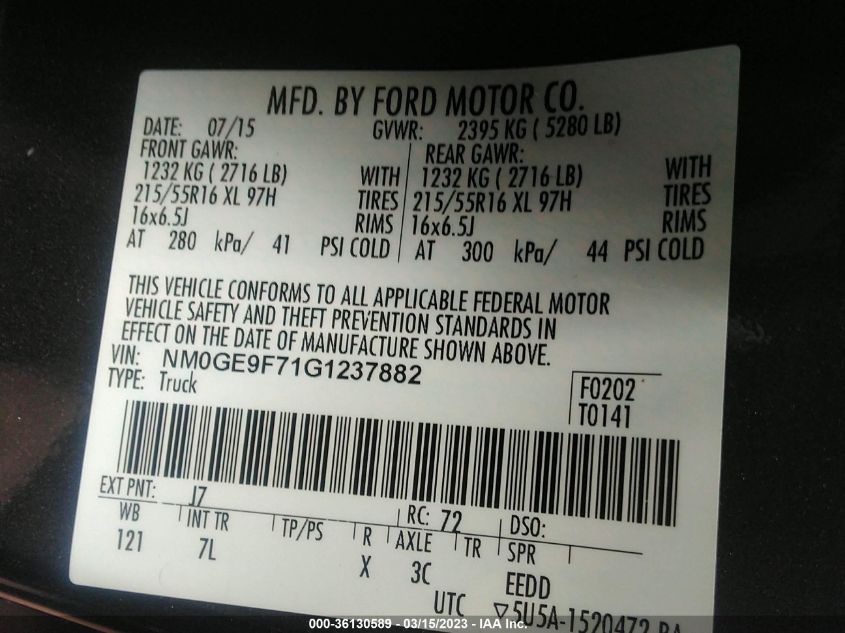 MFD. BY FORD MOTOR CO.
DATE: 07/15 GVWR: 2395 KG ( 5280 LB)
FRONT GAWR: REAR GAWR:
1232 KG ( 2716 LB) WITH 1232 KG ( 2716 LB) WITH
215/55R16 XL 97H TIRES 215/55R16 XL 97H TIRES
16x6.5J RIMS 16x6.5J RIMS
AT 280 kPa/ 41 PSI COLD AT 300 kPa/ 44 PSI COLD
THIS VEHICLE CONFORMS TO ALL APPLICABLE FEDERAL MOTOR
VEHICLE SAFETY AND THEFT PREVENTION STANDARDS IN
EFFECT ON THE DATE OF MANUFACTURE SHOWN ABOVE.
VIN: NM0GE9F71G1237882
TYPE: Truck
F0202
T0141
EXT PNT: J7 RC: 72 DSO:
WB INT TR TP/PS R AXLE TR SPR
121 7L X 3C EEDD
UTC ▽5U5A-1520472
000-36130589 - 03/15/2023 - IAA, Inc.